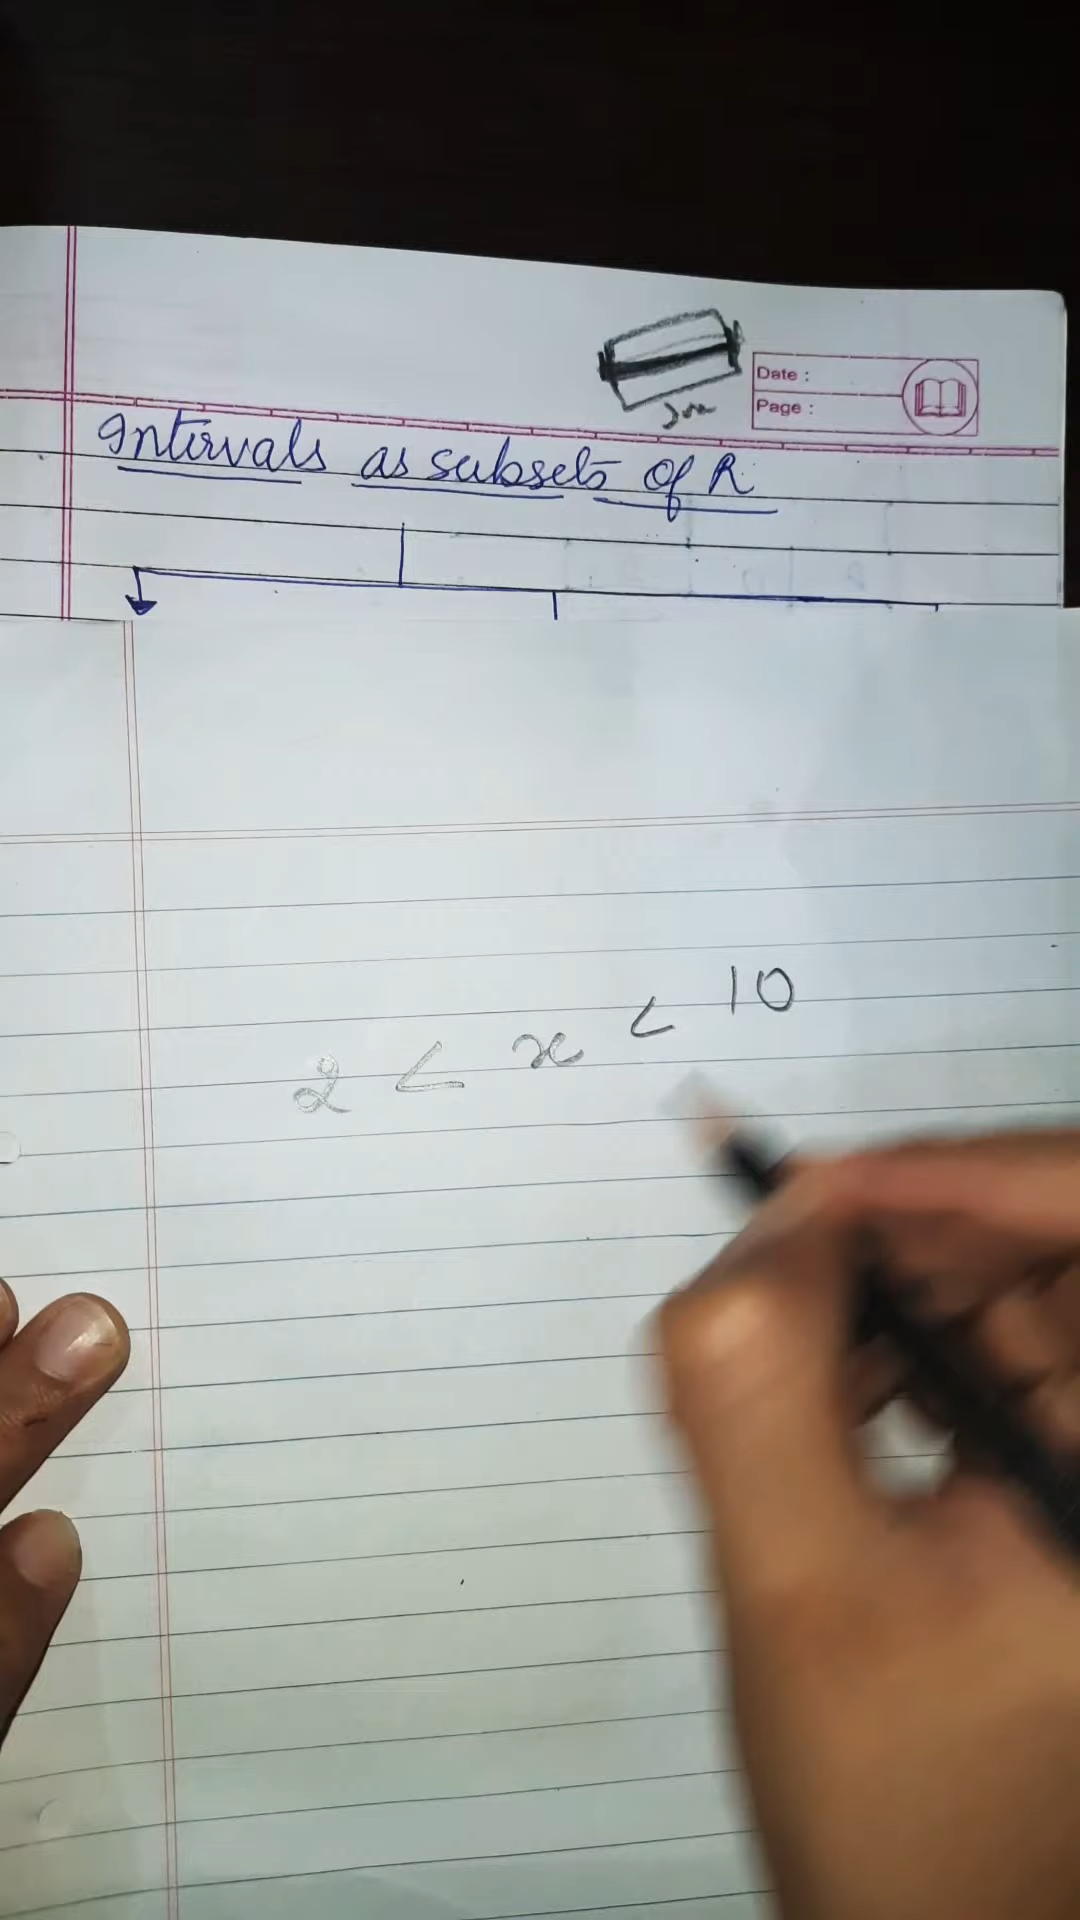 Date :
Page :
Intervals as subsets of R
2 < x < 10